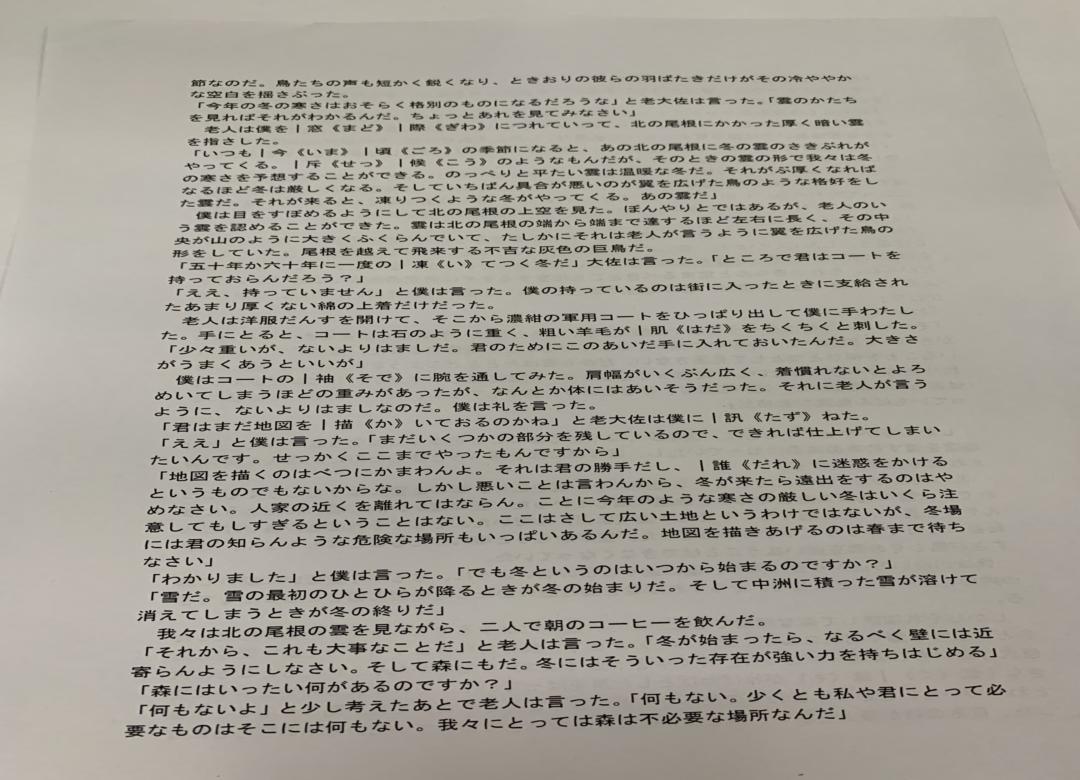 節なのだ。鳥たちの声も短かく鋭くなり、ときおりの彼らの羽ばたきだけがその冷ややか
な空白を揺さぶった。
「今年の冬の寒さはおそらく格別のものになるだろうな」と老大佐は言った。「雲のかたち
を見ればそれがわかるんだ。ちょっとあれを見てみなさい」
　老人は僕を|窓《まど》|際《ぎわ》につれていって、北の尾根にかかった厚く暗い雲
を指さした。
「いつも|今《いま》|頃《ごろ》の季節になると、あの北の尾根に冬の雲のさきぶれが
やってくる。|斥《せっ》|候《こう》のようなもんだが、そのときの雲の形で我々は冬
の寒さを予想することができる。のっぺりと平たい雲は温暖な冬だ。それがぶ厚くなれば
なるほど冬は厳しくなる。そしていちばん具合が悪いのが翼を広げた鳥のような格好をし
た雲だ。それが来ると、凍りつくような冬がやってくる。あの雲だ」
　僕は目をすぼめるようにして北の尾根の上空を見た。ぼんやりとではあるが、老人のい
う雲を認めることができた。雲は北の尾根の端から端まで達するほど左右に長く、その中
央が山のように大きくふくらんでいて、たしかにそれは老人が言うように翼を広げた鳥の
形をしていた。尾根を越えて飛来する不吉な灰色の巨鳥だ。
「五十年か六十年に一度の|凍《い》てつく冬だ」大佐は言った。「ところで君はコートを
持っておらんだろう?」
「ええ、持っていません」と僕は言った。僕の持っているのは街に入ったときに支給され
たあまり厚くない綿の上着だけだった。
　老人は洋服だんすを開けて、そこから濃紺の軍用コートをひっぱり出して僕に手わたし
た。手にとると、コートは石のように重く、粗い羊毛が|肌《はだ》をちくちくと刺した。
「少々重いが、ないよりはましだ。君のためにこのあいだ手に入れておいたんだ。大きさ
がうまくあうといいが」
　僕はコートの|袖《そで》に腕を通してみた。肩幅がいくぶん広く、着慣れないとよろ
めいてしまうほどの重みがあったが、なんとか体にはあいそうだった。それに老人が言う
ように、ないよりはましなのだ。僕は礼を言った。
「君はまだ地図を|描《か》いておるのかね」と老大佐は僕に|訊《たず》ねた。
「ええ」と僕は言った。「まだいくつかの部分を残しているので、できれば仕上げてしまい
たいんです。せっかくここまでやったもんですから」
「地図を描くのはべつにかまわんよ。それは君の勝手だし、|誰《だれ》に迷惑をかける
というものでもないからな。しかし悪いことは言わんから、冬が来たら遠出をするのはや
めなさい。人家の近くを離れてはならん。ことに今年のような寒さの厳しい冬はいくら注
意してもしすぎるということはない。ここはさして広い土地というわけではないが、冬場
には君の知らんような危険な場所もいっぱいあるんだ。地図を描きあげるのは春まで待ち
なさい」
「わかりました」と僕は言った。「でも冬というのはいつから始まるのですか?」
「雪だ。雪の最初のひとひらが降るときが冬の始まりだ。そして中洲に積った雪が溶けて
消えてしまうときが冬の終りだ」
　我々は北の尾根の雲を見ながら、二人で朝のコーヒーを飲んだ。
「それから、これも大事なことだ」と老人は言った。「冬が始まったら、なるべく壁には近
寄らんようにしなさい。そして森にもだ。冬にはそういった存在が強い力を持ちはじめる」
「森にはいったい何があるのですか?」
「何もないよ」と少し考えたあとで老人は言った。「何もない。少くとも私や君にとって必
要なものはそこには何もない。我々にとっては森は不必要な場所なんだ」